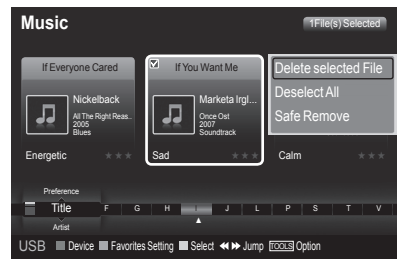 Music
1File(s) Selected
If Everyone Cared
Nickelback
All The Right Reas..
2005
Blues
Energetic
If You Want Me
Marketa Irgl...
Once Ost
2007
Soundtrack
Sad
Delete selected File
Deselect All
Safe Remove
Calm
Preference
Title F G H I J L P S T V
Artist
USB Device Favorites Setting Select Jump TOOLS Option